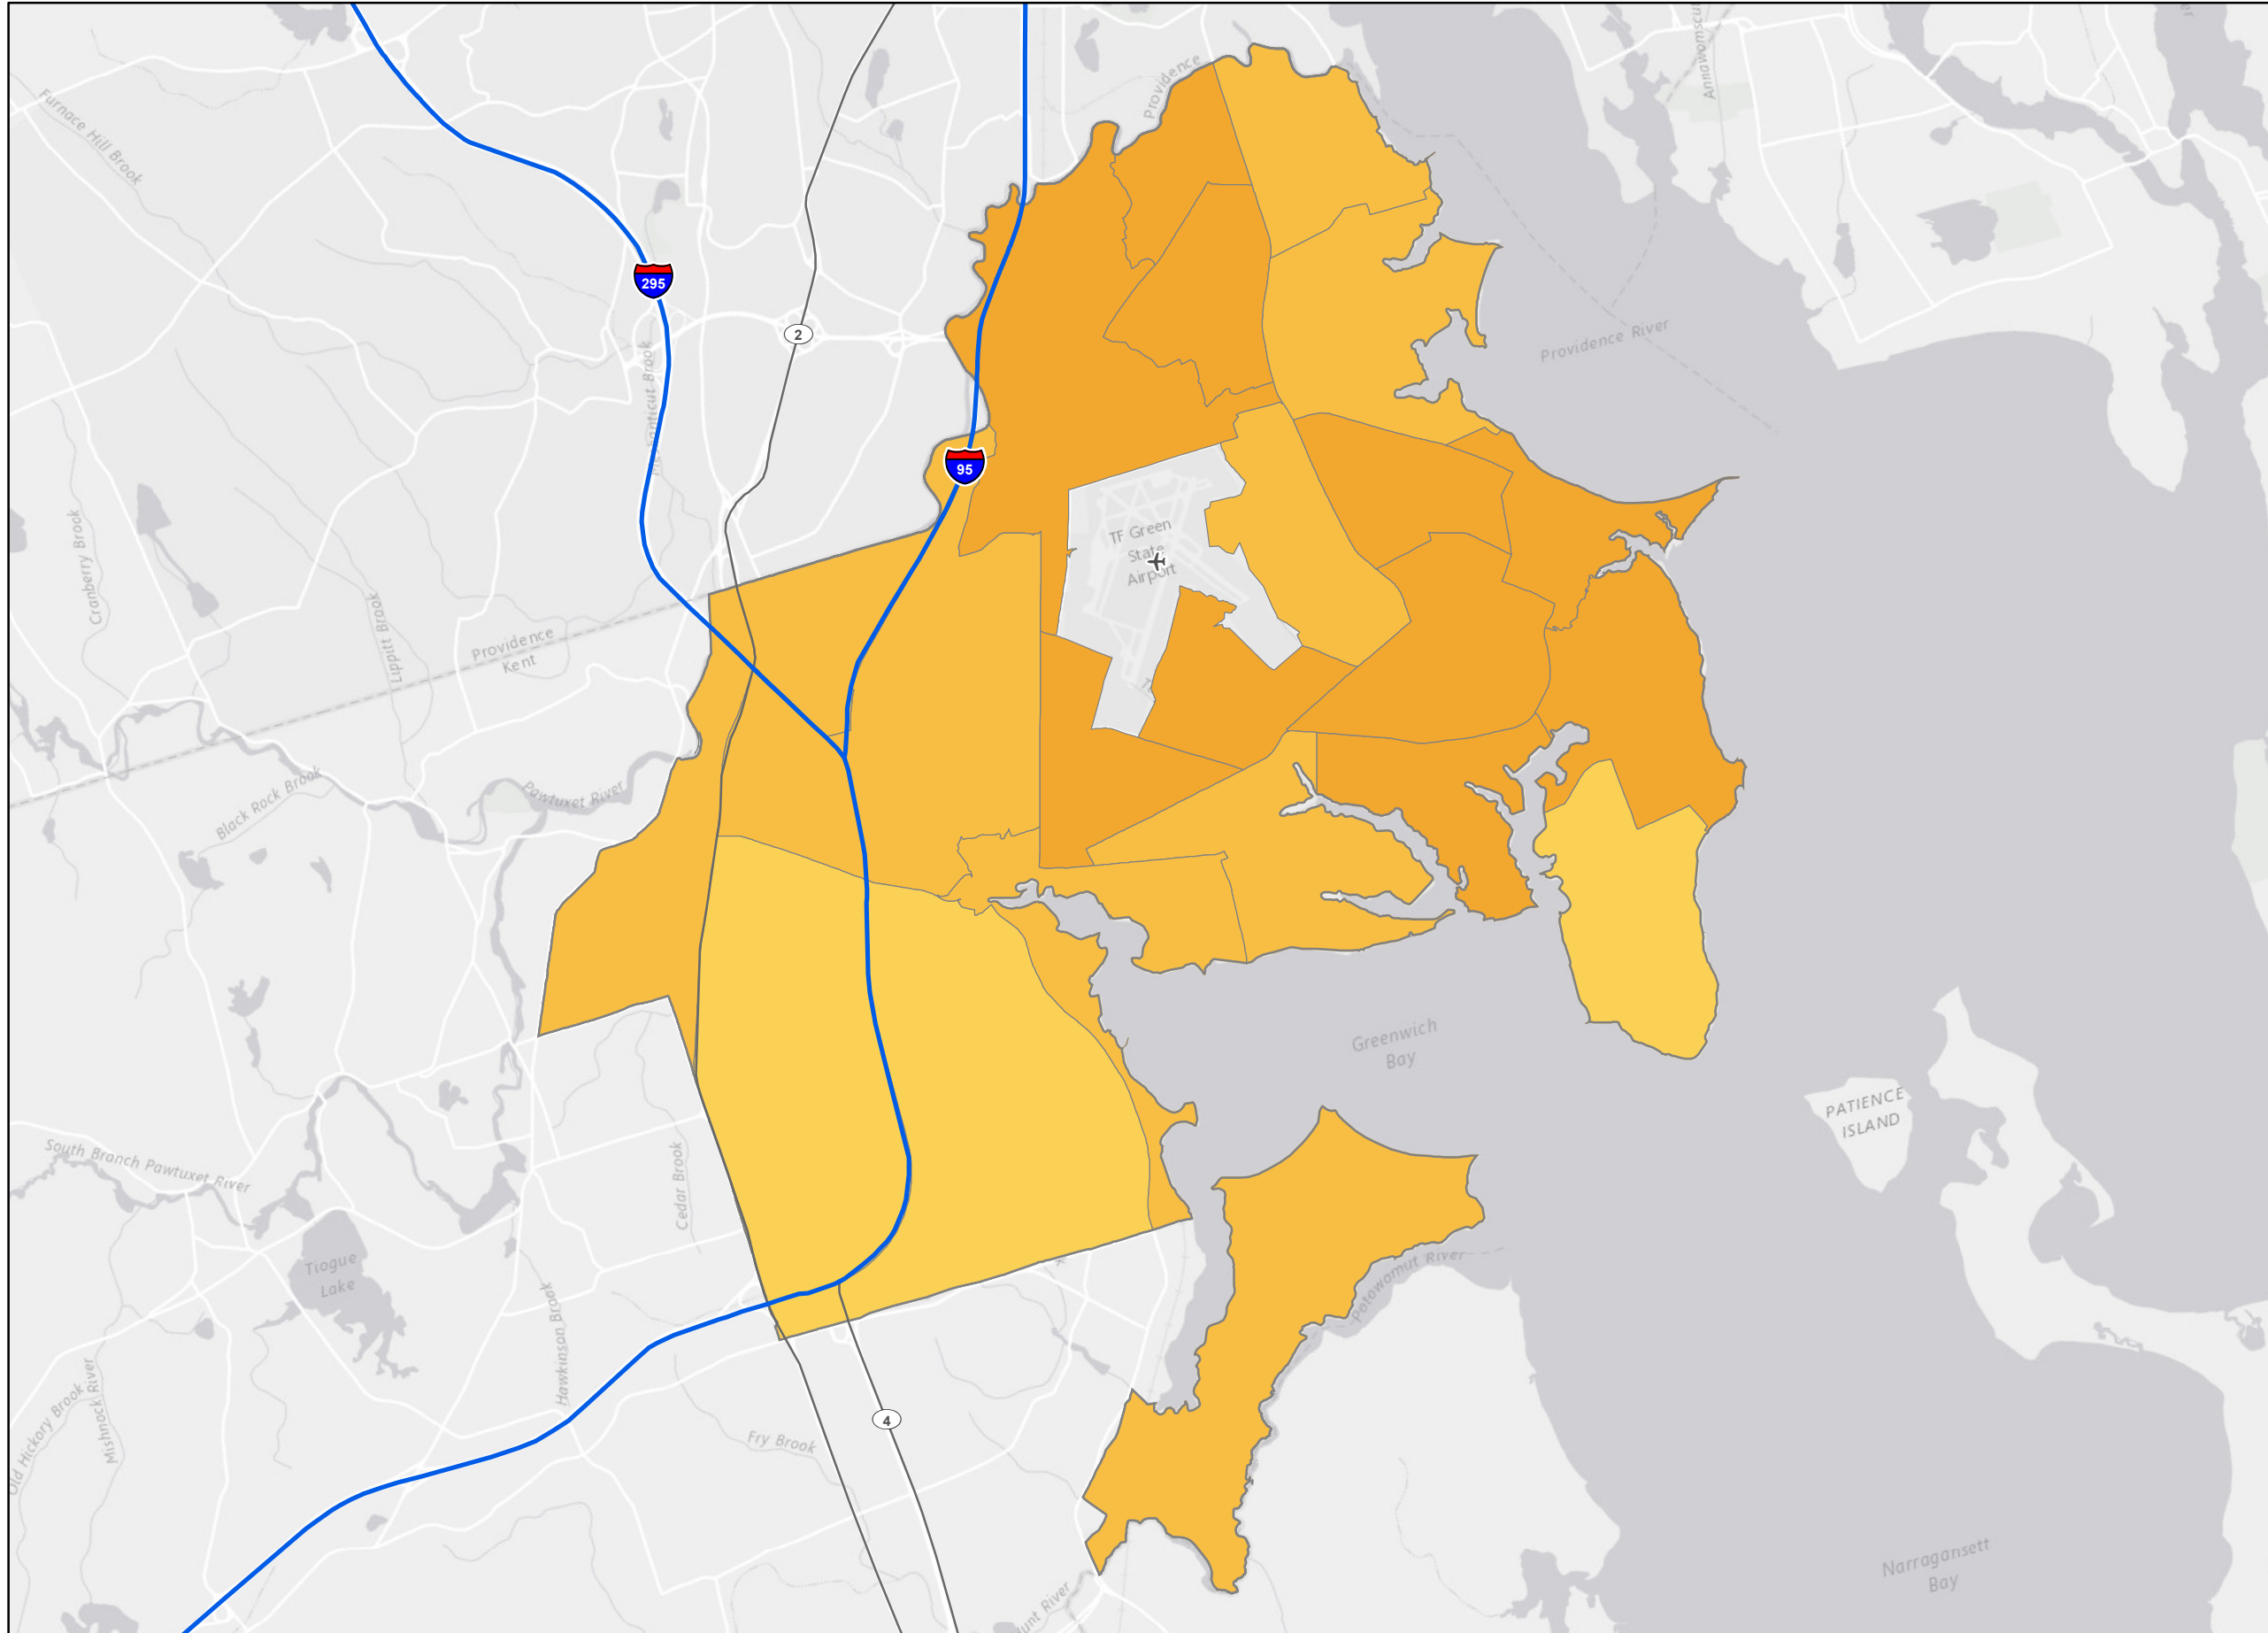 Furnace Hill Brook
Providence
Annawomscut
295
2
Providence River
95
TF Green
State
Airport
Cranberry Brook
Lippitt Brook
Providence
Kent
Pawtuxet River
Black Rock Brook
Greenwich
Bay
PATIENCE
ISLAND
South Branch Pawtuxet River
Cedar Brook
Tiogue
Lake
Potowomut River
Hawkinson Brook
Mishnock River
Old Hickory Brook
4
Fry Brook
Narragansett
Bay
Hunt River